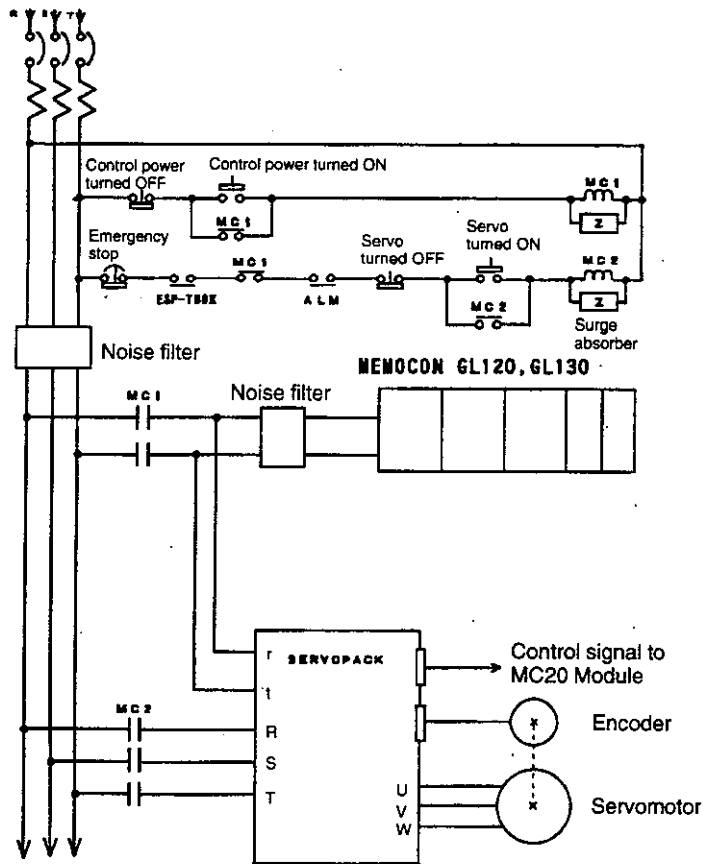 R S T
Control power
turned OFF
Control power turned ON
MC1
MC1
Z
Emergency
stop
MC1
Servo
turned OFF
Servo
turned ON
MC2
ALM
MC2
Z
Surge
absorber
Noise filter
MEMOCON GL120, GL130
MC1
Noise filter
r
SERVOPACK
Control signal to
MC20 Module
t
MC2
R
Encoder
S
T
U
V
Servomotor
W